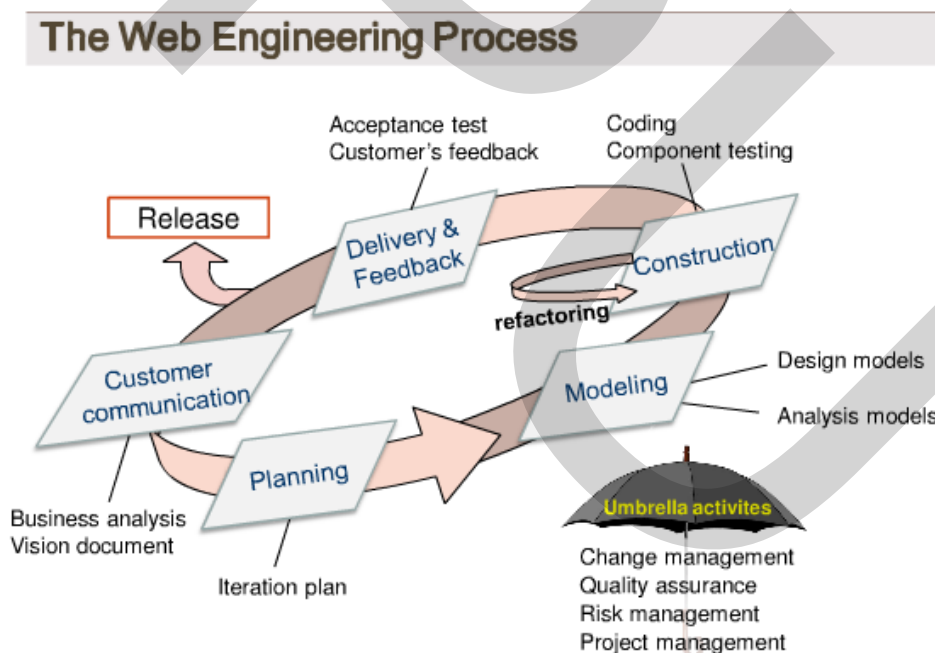 The Web Engineering Process
Acceptance test
Customer's feedback
Coding
Component testing
Release
Delivery &
Feedback
Construction
refactoring
Customer
communication
Modeling
Design models
Analysis models
Planning
Umbrella activites
Business analysis
Vision document
Iteration plan
Change management
Quality assurance
Risk management
Project management